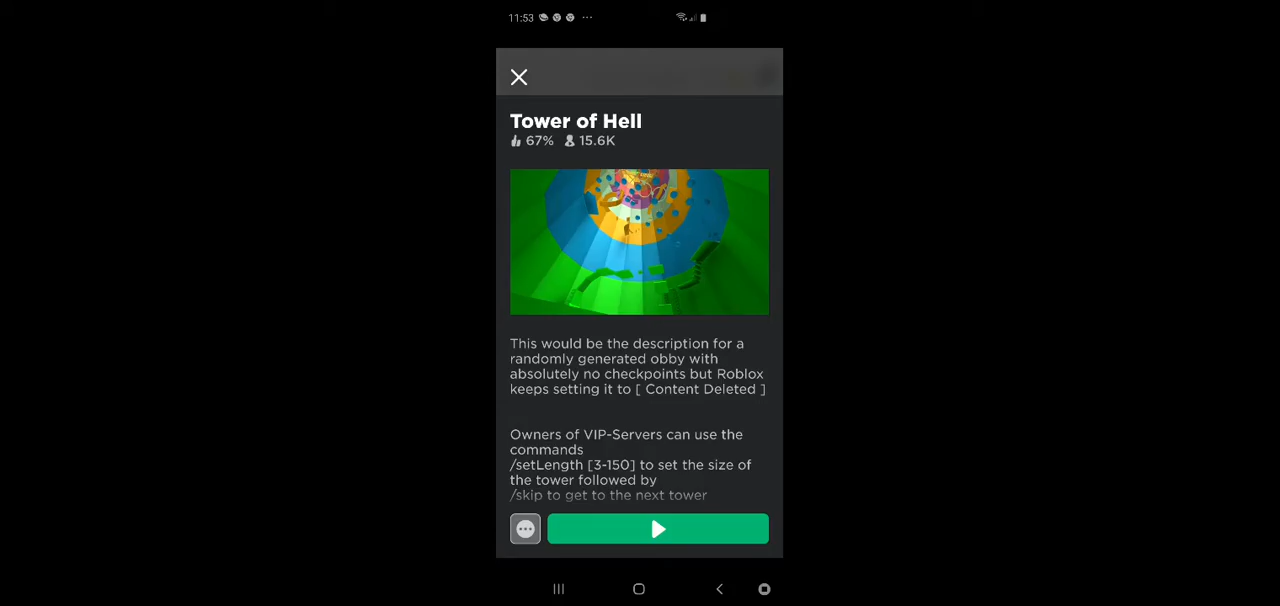 11:53
Tower of Hell
67% 15.6K
This would be the description for a
randomly generated obby with
absolutely no checkpoints but Roblox
keeps setting it to [ Content Deleted ]
Owners of VIP-Servers can use the
commands
/setLength [3-150] to set the size of
the tower followed by
/skip to get to the next tower